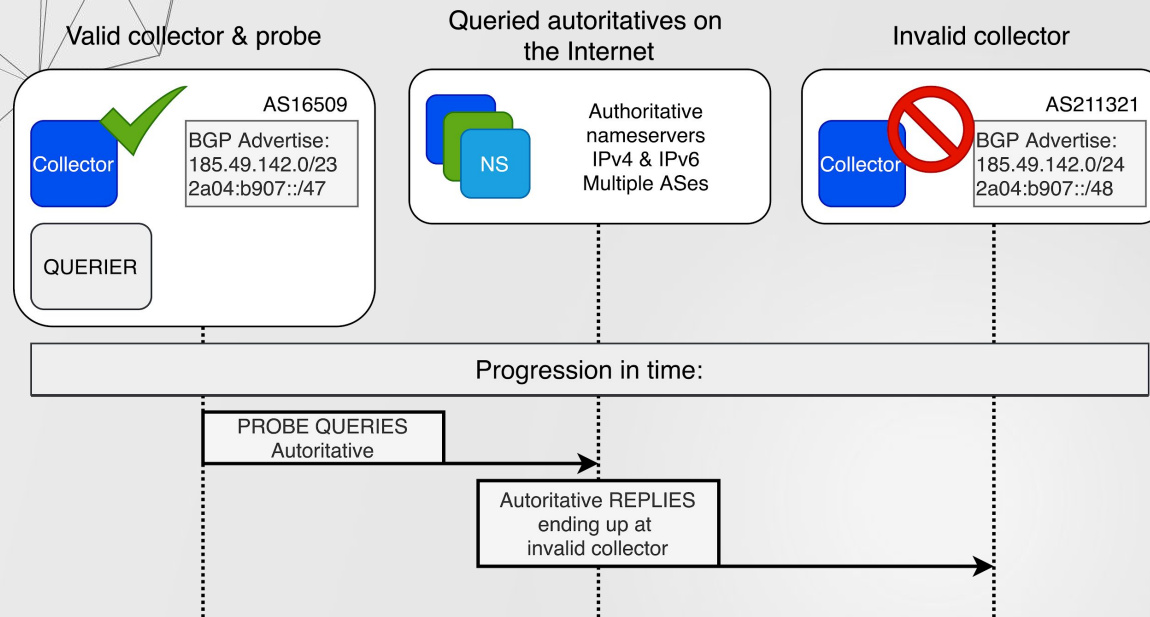 Valid collector & probe
Queried autoritatives on
the Internet
Invalid collector
AS16509
Collector
BGP Advertise:
185.49.142.0/23
2a04:b907::/47
QUERIER
NS
Authoritative
nameservers
IPv4 & IPv6
Multiple ASes
AS211321
Collector
BGP Advertise:
185.49.142.0/24
2a04:b907::/48
Progression in time:
PROBE QUERIES
Autoritative
Autoritative REPLIES
ending up at
invalid collector